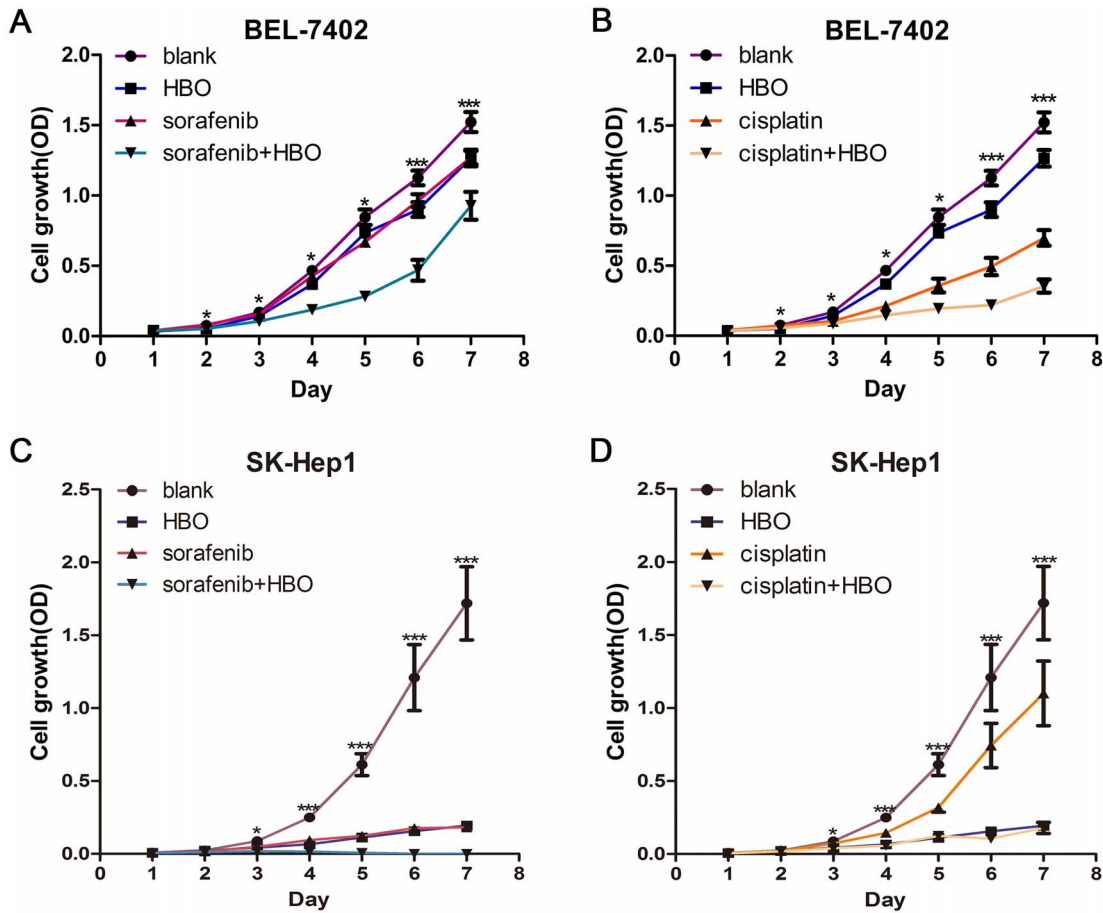 A
BEL-7402
blank
HBO
sorafenib
sorafenib+HBO
Cell growth(OD)
2.0
1.5
1.0
0.5
0.0
*
*
*
*
***
***
0 1 2 3 4 5 6 7 8
Day
B
BEL-7402
blank
HBO
cisplatin
cisplatin+HBO
Cell growth(OD)
2.0
1.5
1.0
0.5
0.0
*
*
*
*
***
***
0 1 2 3 4 5 6 7 8
Day
C
SK-Hep1
blank
HBO
sorafenib
sorafenib+HBO
Cell growth(OD)
2.5
2.0
1.5
1.0
0.5
0.0
*
***
***
***
***
0 1 2 3 4 5 6 7 8
Day
D
SK-Hep1
blank
HBO
cisplatin
cisplatin+HBO
Cell growth(OD)
2.5
2.0
1.5
1.0
0.5
0.0
*
***
***
***
***
0 1 2 3 4 5 6 7 8
Day